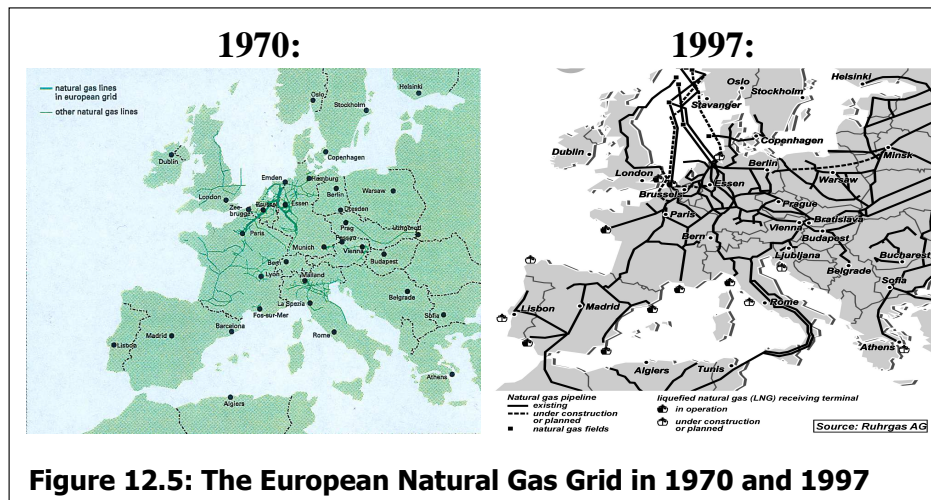 1970:
natural gas lines
in european grid
other natural gas lines
Oslo
Stockholm
Helsinki
Dublin
Copenhagen
Emden
Hamburg
London
Berlin
Warsaw
Zee-
brugge
Essen
Dresden
Paris
Prag
Munich
Vienna
Budapest
Bern
Lyon
Mailand
La Spezia
Belgrade
Fos-sur-Mer
Sofia
Barcelona
Rome
Madrid
Lisboa
Athens
Algiers
1997:
Oslo
Helsinki
Stavanger
Stockholm
Dublin
Copenhagen
Minsk
London
Berlin
Warsaw
Essen
Brussels
Prague
Paris
Bratislava
Vienna
Bern
Budapest
Ljubljana
Bucharest
Belgrade
Sofia
Lisbon
Madrid
Rome
Athens
Algiers
Tunis
Natural gas pipeline
existing
under construction
or planned
natural gas fields
liquefied natural gas (LNG) receiving terminal
in operation
under construction
or planned
Source: Ruhrgas AG
Figure 12.5: The European Natural Gas Grid in 1970 and 1997